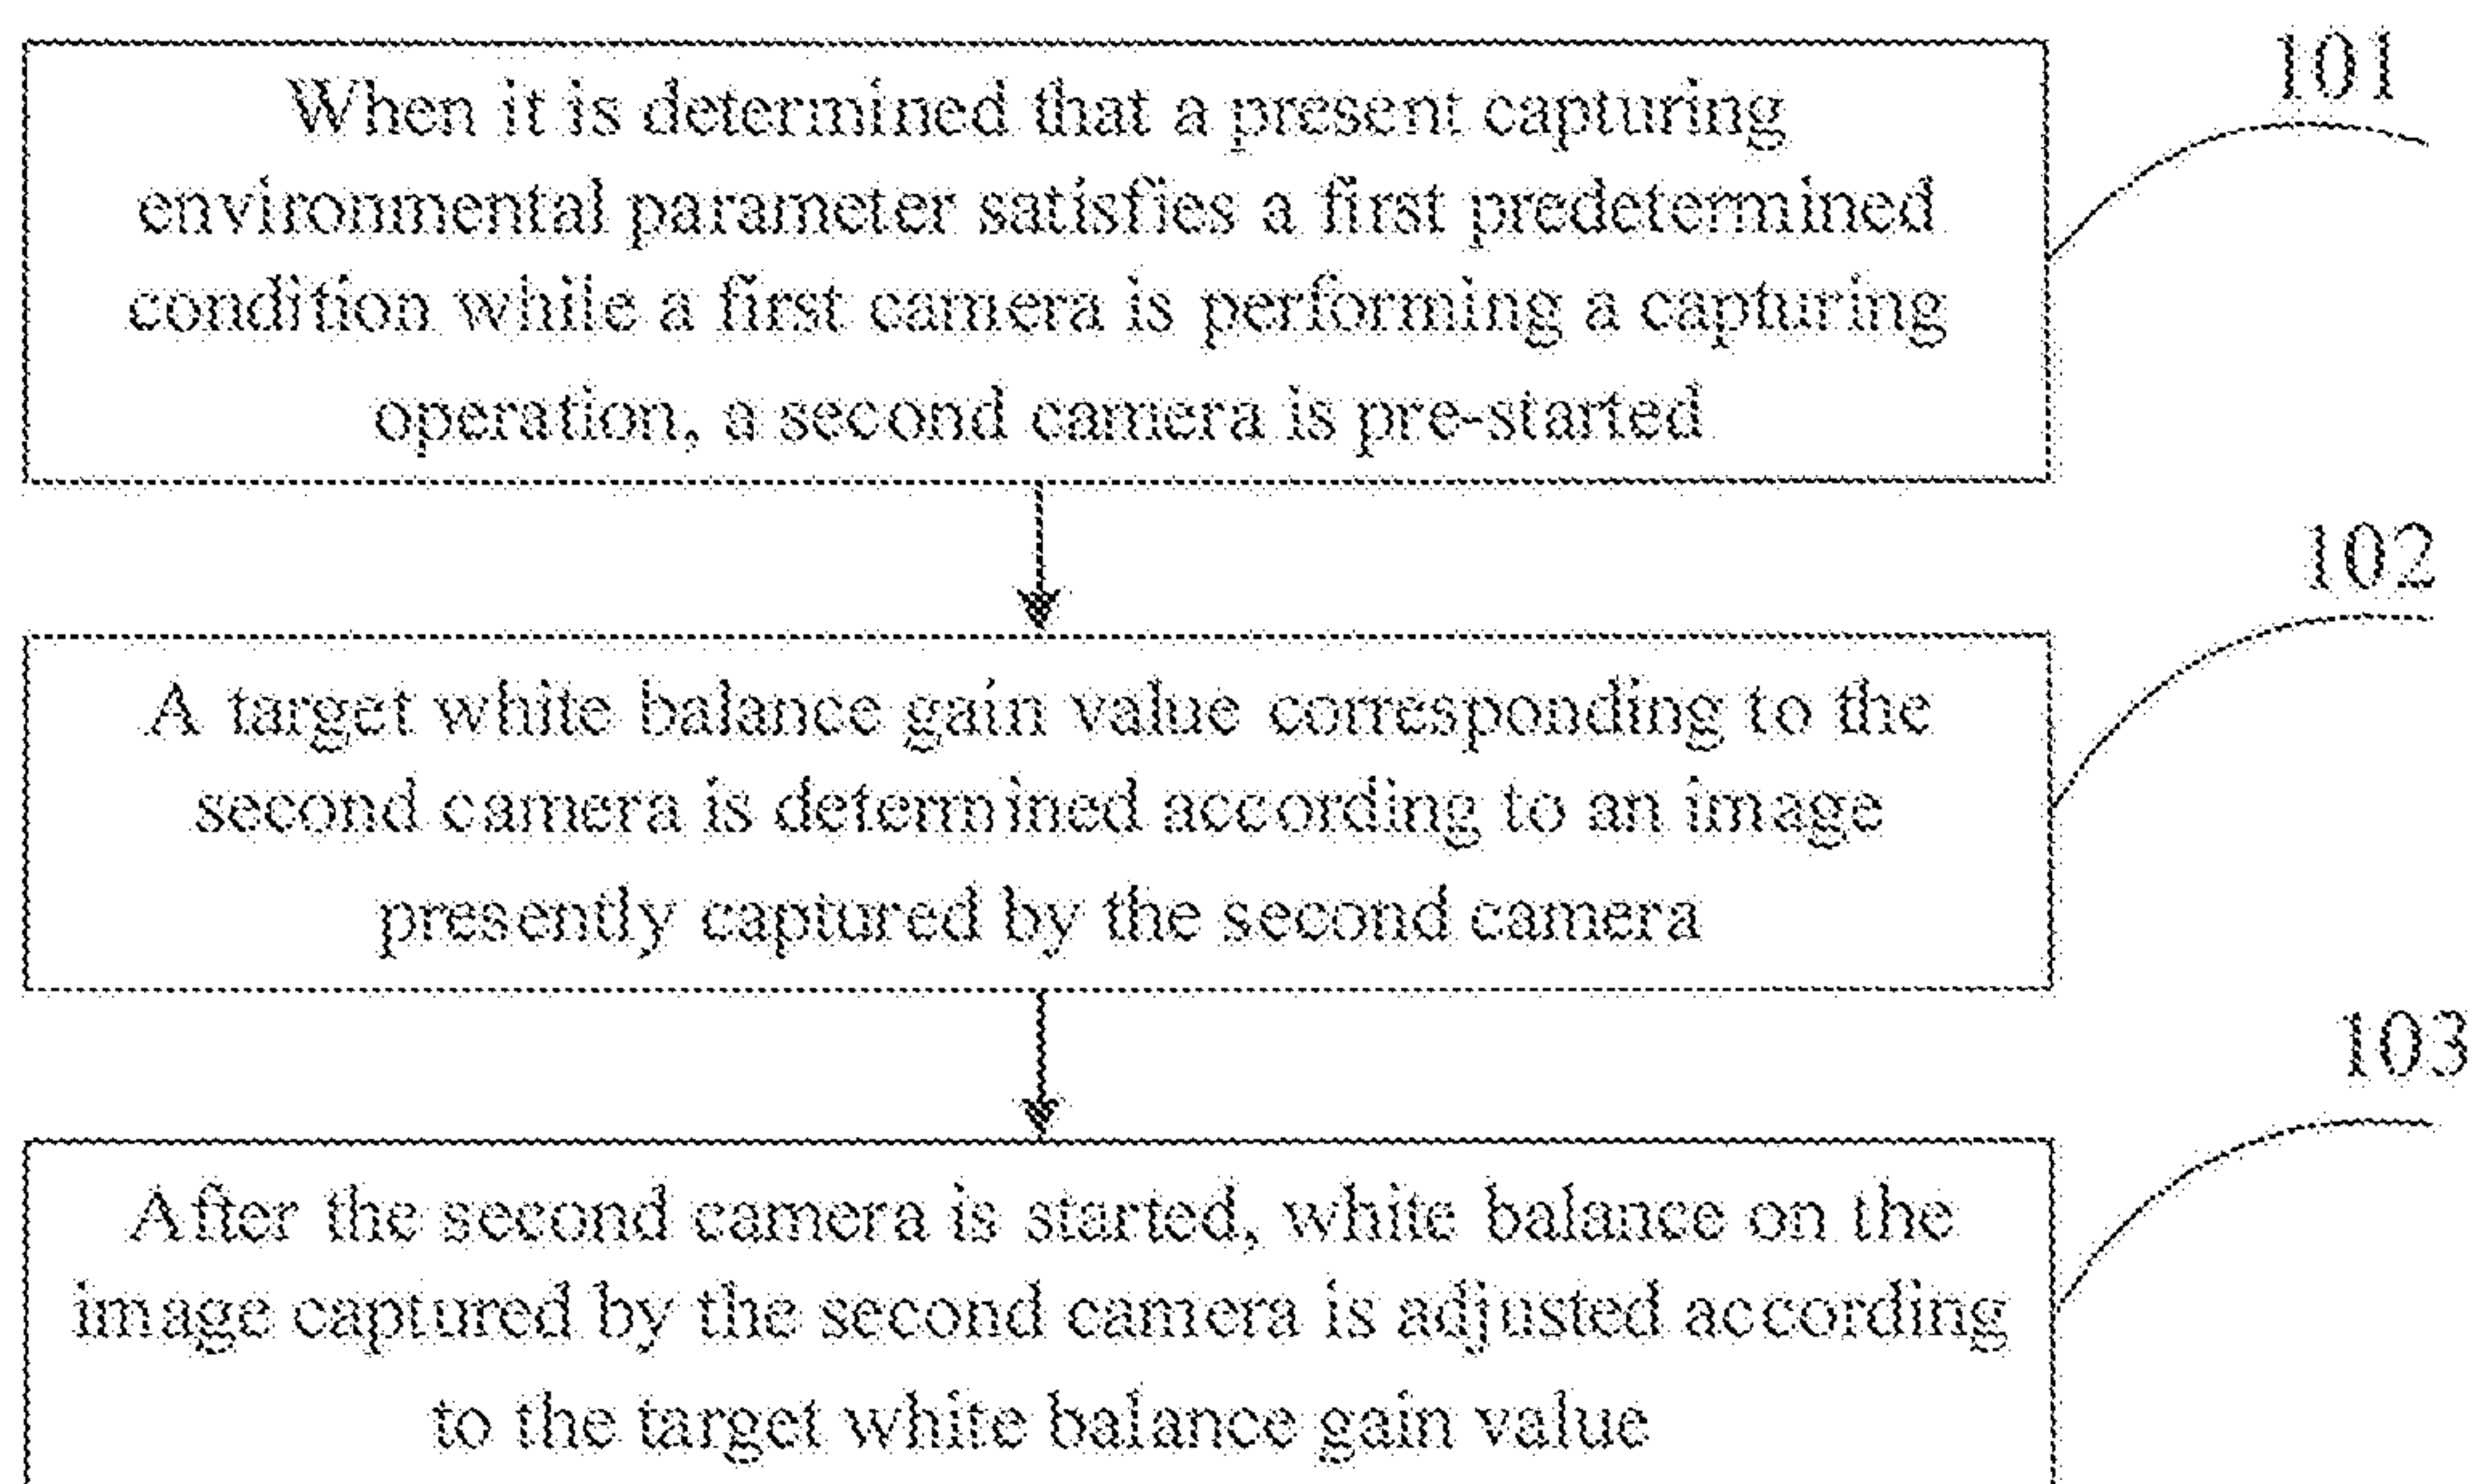 101
When it is determined that a present capturing
environmental parameter satisfies a first predetermined
condition while a first camera is performing a capturing
operation, a second camera is pre-started
102
A target white balance gain value corresponding to the
second camera is determined according to an image
presently captured by the second camera
103
After the second camera is started, white balance on the
image captured by the second camera is adjusted according
to the target white balance gain value